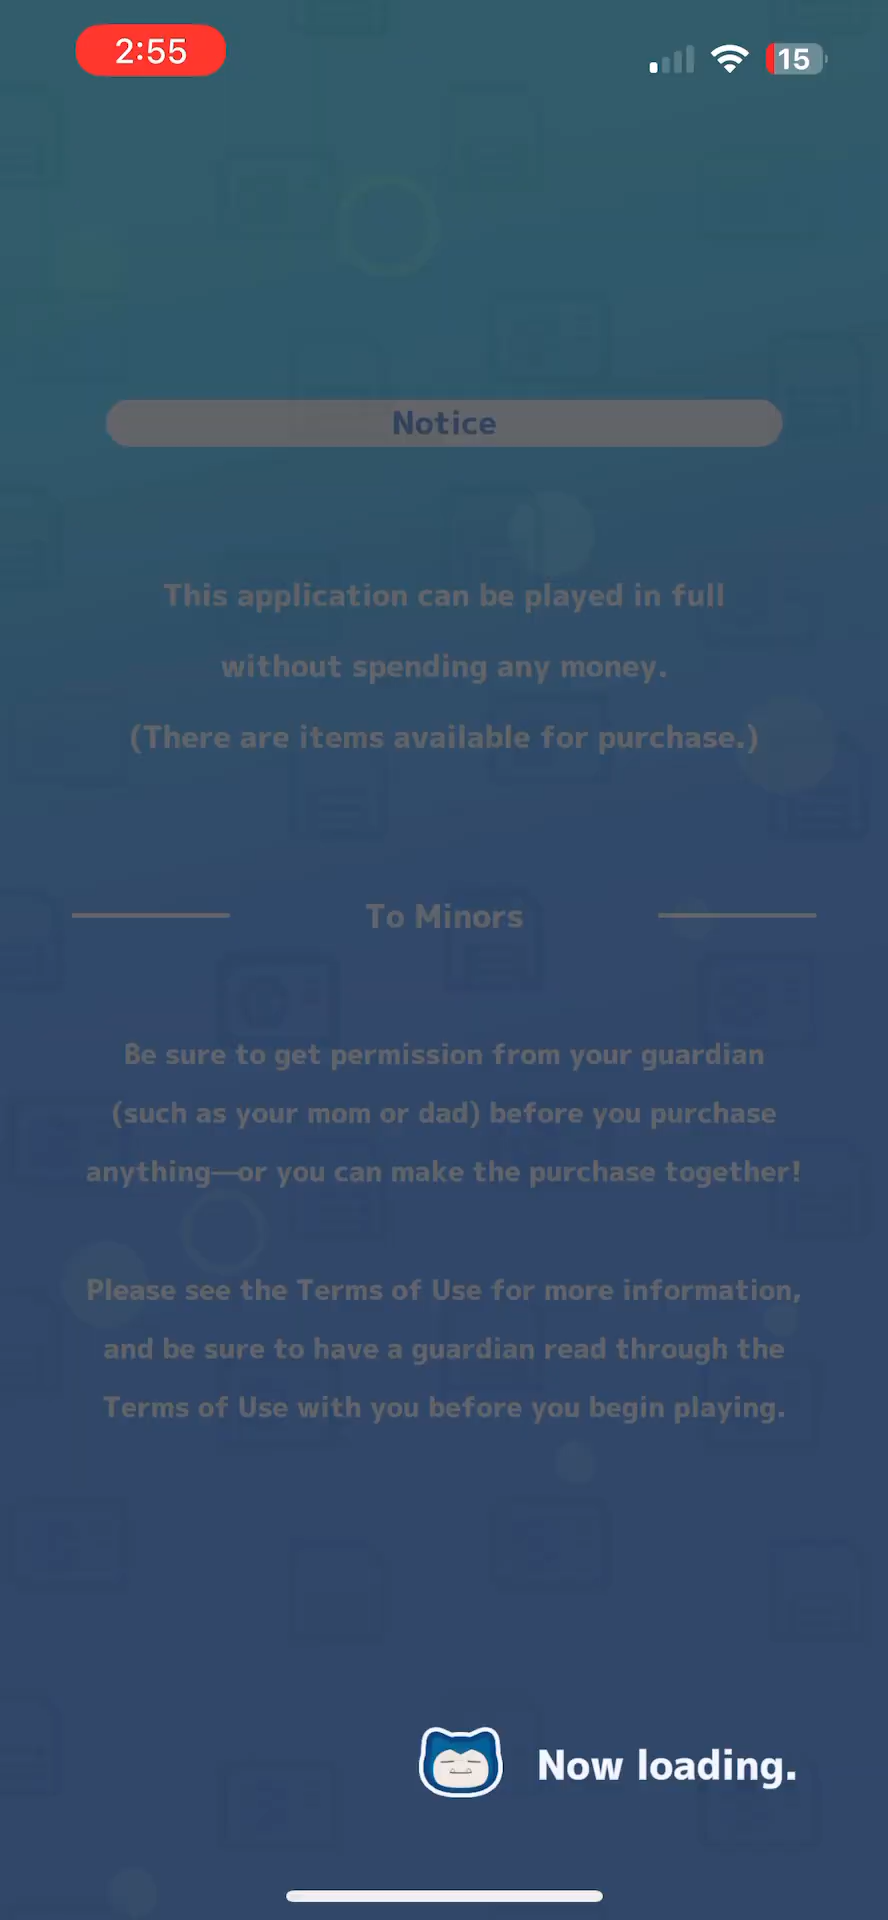 2:55
15
Notice
This application can be played in full
without spending any money.
(There are items available for purchase.)
To Minors
Be sure to get permission from your guardian
(such as your mom or dad) before you purchase
anything—or you can make the purchase together!
Please see the Terms of Use for more information,
and be sure to have a guardian read through the
Terms of Use with you before you begin playing.
Now loading.